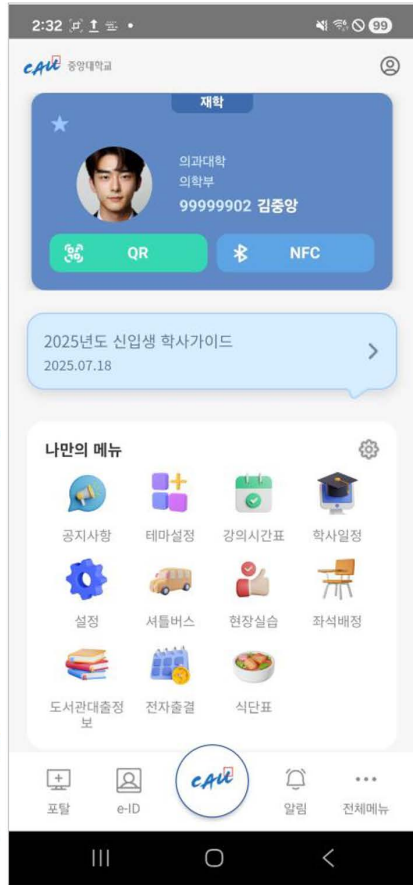 2:32
99
CAU 중앙대학교
재학
의과대학
의학부
99999902 김중앙
QR
NFC
2025년도 신입생 학사가이드
2025.07.18
나만의 메뉴
공지사항 테마설정 강의시간표 학사일정
설정 셔틀버스 현장실습 좌석배정
도서관대출정보 전자출결 식단표
포탈 e-ID CAU 알림 전체메뉴